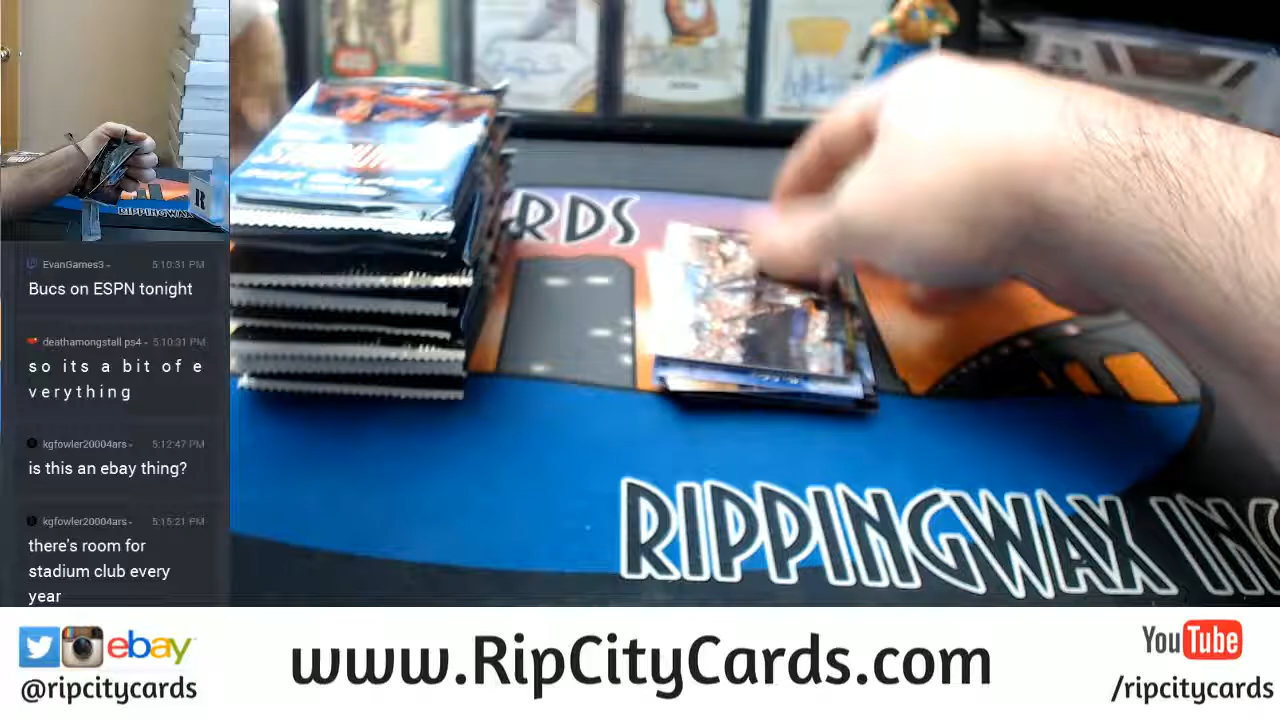 EvanGames3 - 5:10:31 PM
Bucs on ESPN tonight
deathamongstall ps4 - 5:10:31 PM
so its a bit of e
verything
kgfowler20004ars - 5:12:47 PM
is this an ebay thing?
kgfowler20004ars - 5:15:21 PM
there's room for
stadium club every
year
RIPPINGWAX
R
RDS
RIPPINGWAX INC
ebay
@ripcitycards
www.RipCityCards.com
YouTube
/ripcitycards